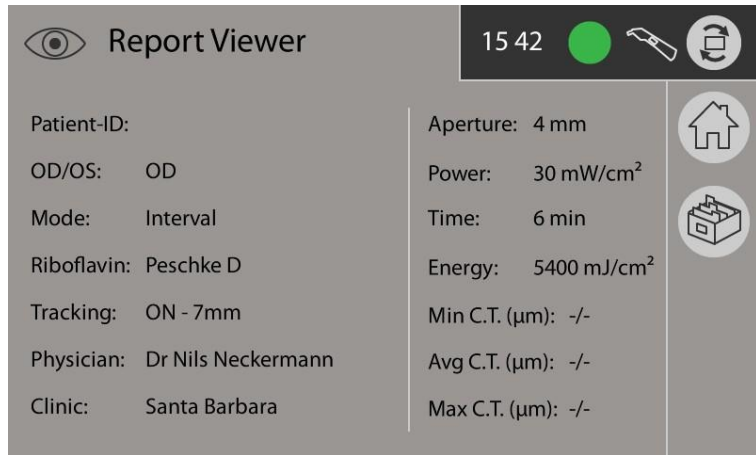 Report Viewer
15 42
Patient-ID:
OD/OS: OD
Mode: Interval
Riboflavin: Peschke D
Tracking: ON - 7mm
Physician: Dr Nils Neckermann
Clinic: Santa Barbara
Aperture: 4 mm
Power: 30 mW/cm²
Time: 6 min
Energy: 5400 mJ/cm²
Min C.T. (µm): -/-
Avg C.T. (µm): -/-
Max C.T. (µm): -/-